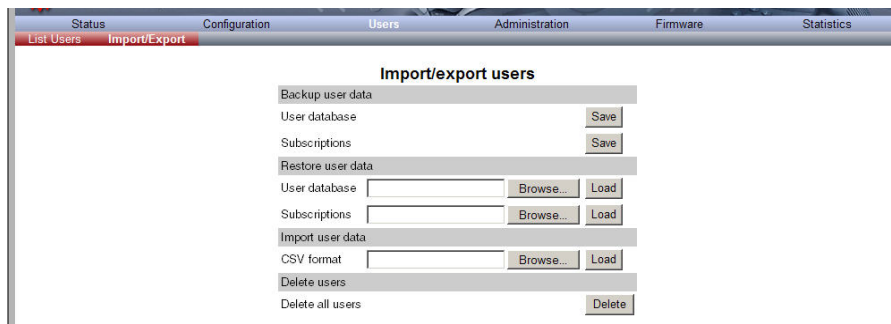 Status Configuration Users Administration Firmware Statistics
List Users Import/Export
Import/export users
Backup user data
User database Save
Subscriptions Save
Restore user data
User database Browse... Load
Subscriptions Browse... Load
Import user data
CSV format Browse... Load
Delete users
Delete all users Delete